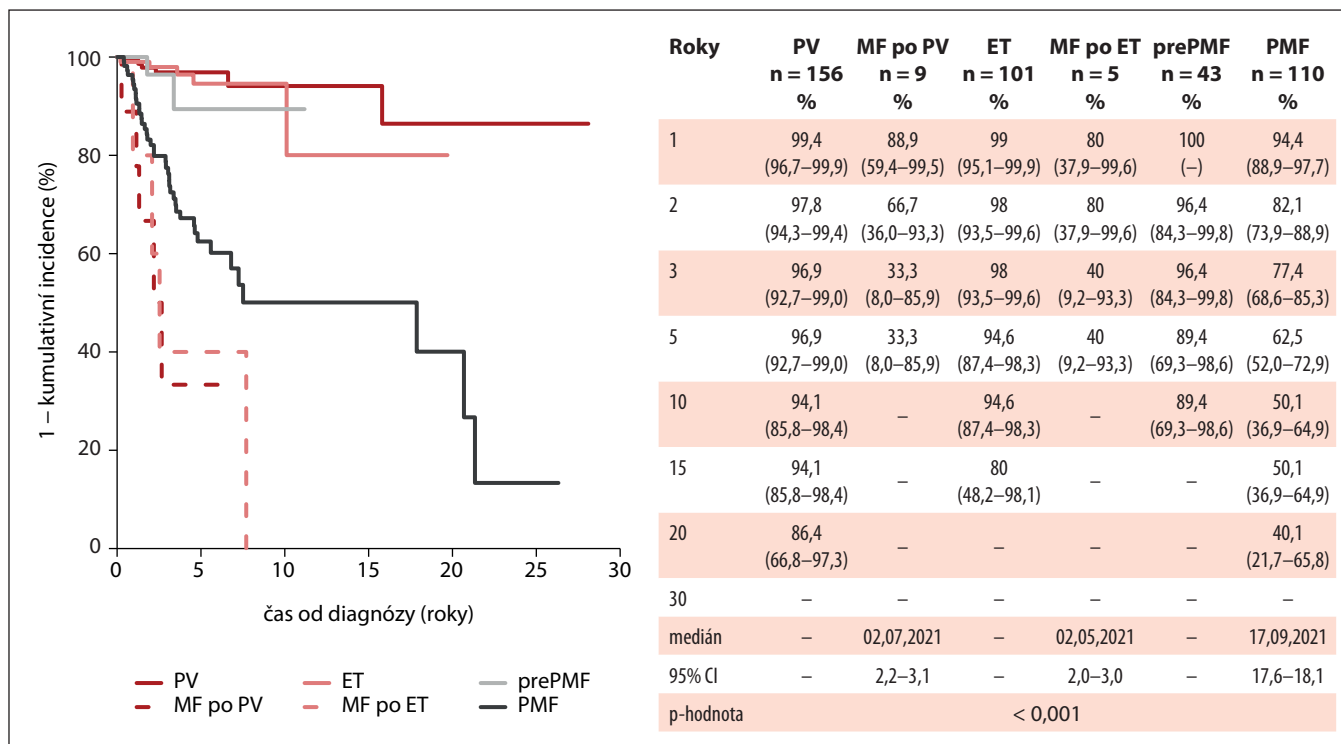 100
80
60
40
20
0
1 – kumulativní incidence (%)
0 5 10 15 20 25 30
čas od diagnózy (roky)
PV ET prePMF
MF po PV MF po ET PMF
Roky PV MF po PV ET MF po ET prePMF PMF
n = 156 n = 9 n = 101 n = 5 n = 43 n = 110
% % % % % %
1 99,4 88,9 99 80 100 94,4
(96,7–99,9) (59,4–99,5) (95,1–99,9) (37,9–99,6) (–) (88,9–97,7)
2 97,8 66,7 98 80 96,4 82,1
(94,3–99,4) (36,0–93,3) (93,5–99,6) (37,9–99,6) (84,3–99,8) (73,9–88,9)
3 96,9 33,3 98 40 96,4 77,4
(92,7–99,0) (8,0–85,9) (93,5–99,6) (9,2–93,3) (84,3–99,8) (68,6–85,3)
5 96,9 33,3 94,6 40 89,4 62,5
(92,7–99,0) (8,0–85,9) (87,4–98,3) (9,2–93,3) (69,3–98,6) (52,0–72,9)
10 94,1 – 94,6 – 89,4 50,1
(85,8–98,4) (87,4–98,3) (69,3–98,6) (36,9–64,9)
15 94,1 – 80 – – 50,1
(85,8–98,4) (48,2–98,1) (36,9–64,9)
20 86,4 – – – – 40,1
(66,8–97,3) (21,7–65,8)
30 – – – – – –
medián – 02,07,2021 – 02,05,2021 – 17,09,2021
95% CI – 2,2–3,1 – 2,0–3,0 – 17,6–18,1
p-hodnota < 0,001